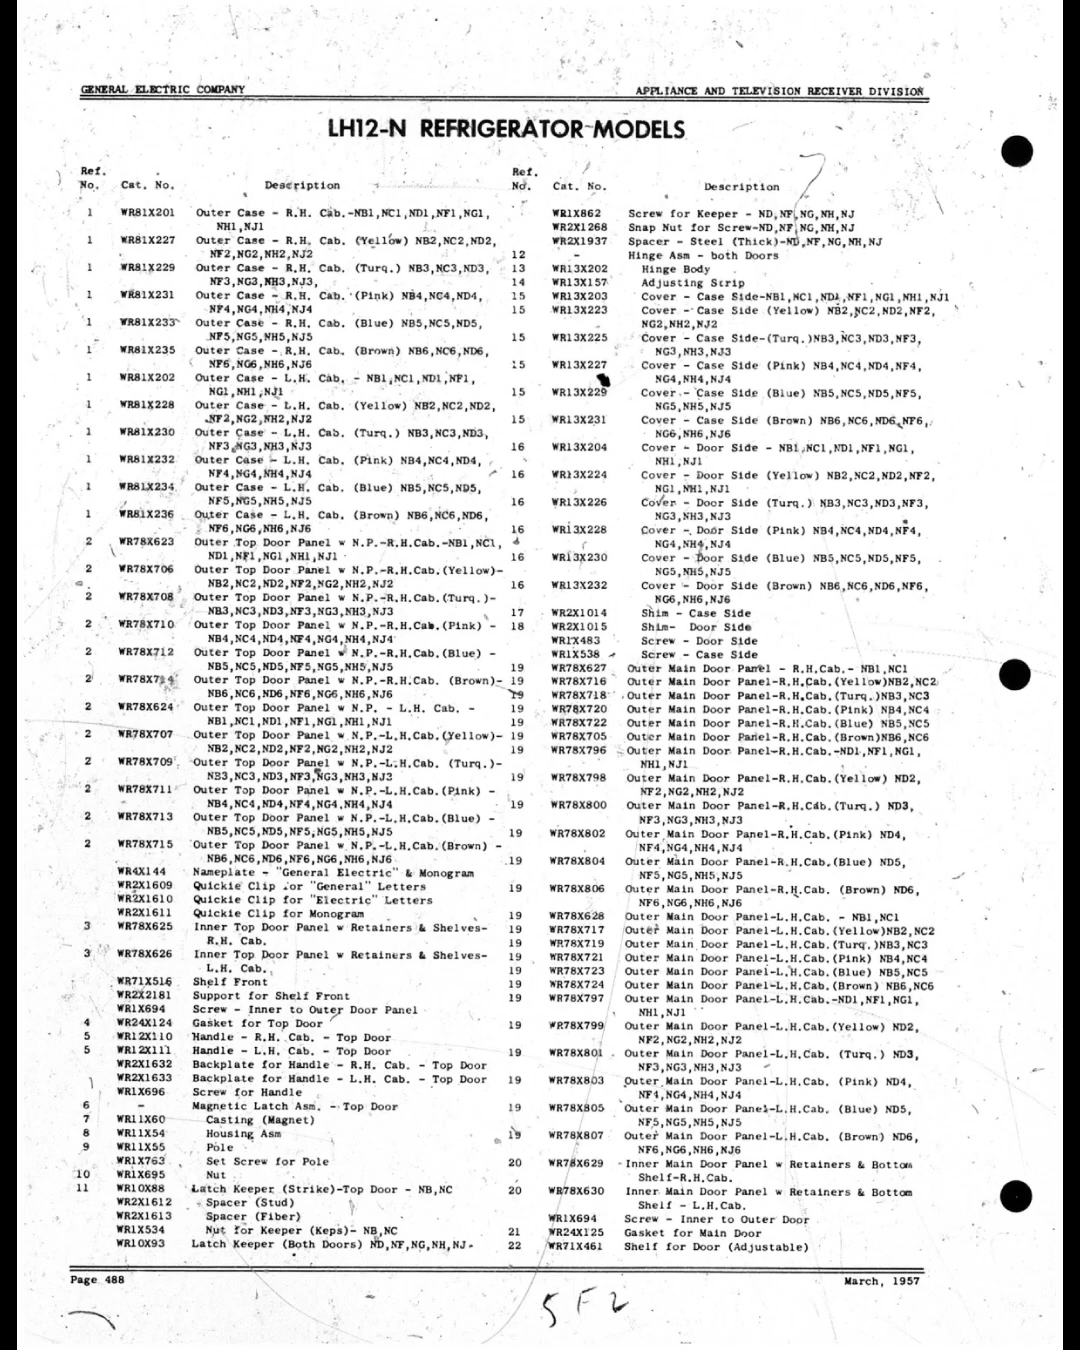 GENERAL ELECTRIC COMPANY
APPLIANCE AND TELEVISION RECEIVER DIVISION
LH12-N REFRIGERATOR MODELS
Ref.
No. Cat. No. Description
1 WR81X201 Outer Case - R.H. Cab.-NB1,NC1,ND1,NF1,NG1,
NH1,NJ1
1 WR81X227 Outer Case - R.H. Cab. (Yellow) NB2,NC2,ND2,
NF2,NG2,NH2,NJ2
1 WR81X229 Outer Case - R.H. Cab. (Turq.) NB3,NC3,ND3,
NF3,NG3,NH3,NJ3,
1 WR81X231 Outer Case - R.H. Cab. (Pink) NB4,NC4,ND4,
NF4,NG4,NH4,NJ4
1 WR81X233 Outer Case - R.H. Cab. (Blue) NB5,NC5,ND5,
NF5,NG5,NH5,NJ5
1 WR81X235 Outer Case - R.H. Cab. (Brown) NB6,NC6,ND6,
NF6,NG6,NH6,NJ6
1 WR81X202 Outer Case - L.H. Cab. - NB1,NC1,ND1,NF1,
NG1,NH1,NJ1
1 WR81X228 Outer Case - L.H. Cab. (Yellow) NB2,NC2,ND2,
NF2,NG2,NH2,NJ2
1 WR81X230 Outer Case - L.H. Cab. (Turq.) NB3,NC3,ND3,
NF3,NG3,NH3,NJ3
1 WR81X232 Outer Case - L.H. Cab. (Pink) NB4,NC4,ND4,
NF4,NG4,NH4,NJ4
1 WR81X234 Outer Case - L.H. Cab. (Blue) NB5,NC5,ND5,
NF5,NG5,NH5,NJ5
1 WR81X236 Outer Case - L.H. Cab. (Brown) NB6,NC6,ND6,
NF6,NG6,NH6,NJ6
2 WR78X623 Outer Top Door Panel w N.P.-R.H.Cab.-NB1,NC1,
ND1,NF1,NG1,NH1,NJ1
2 WR78X706 Outer Top Door Panel w N.P.-R.H.Cab.(Yellow)-
NB2,NC2,ND2,NF2,NG2,NH2,NJ2
2 WR78X708 Outer Top Door Panel w N.P.-R.H.Cab.(Turq.)-
NB3,NC3,ND3,NF3,NG3,NH3,NJ3
2 WR78X710 Outer Top Door Panel w N.P.-R.H.Cab.(Pink) -
NB4,NC4,ND4,NF4,NG4,NH4,NJ4
2 WR78X712 Outer Top Door Panel w N.P.-R.H.Cab.(Blue) -
NB5,NC5,ND5,NF5,NG5,NH5,NJ5
2 WR78X714 Outer Top Door Panel w N.P.-R.H.Cab. (Brown)-
NB6,NC6,ND6,NF6,NG6,NH6,NJ6
2 WR78X624 Outer Top Door Panel w N.P. - L.H. Cab. -
NB1,NC1,ND1,NF1,NG1,NH1,NJ1
2 WR78X707 Outer Top Door Panel w N.P.-L.H.Cab.(Yellow)-
NB2,NC2,ND2,NF2,NG2,NH2,NJ2
2 WR78X709 Outer Top Door Panel w N.P.-L.H.Cab. (Turq.)-
NB3,NC3,ND3,NF3,NG3,NH3,NJ3
2 WR78X711 Outer Top Door Panel w N.P.-L.H.Cab.(Pink) -
NB4,NC4,ND4,NF4,NG4,NH4,NJ4
2 WR78X713 Outer Top Door Panel w N.P.-L.H.Cab.(Blue) -
NB5,NC5,ND5,NF5,NG5,NH5,NJ5
2 WR78X715 Outer Top Door Panel w N.P.-L.H.Cab.(Brown) -
NB6,NC6,ND6,NF6,NG6,NH6,NJ6
WR4X144 Nameplate - "General Electric" & Monogram
WR2X1609 Quickie Clip for "General" Letters
WR2X1610 Quickie Clip for "Electric" Letters
WR2X1611 Quickie Clip for Monogram
3 WR78X625 Inner Top Door Panel w Retainers & Shelves-
R.H. Cab.
3 WR78X626 Inner Top Door Panel w Retainers & Shelves-
L.H. Cab.
WR71X516 Shelf Front
WR2X2181 Support for Shelf Front
WR1X694 Screw - Inner to Outer Door Panel
4 WR24X124 Gasket for Top Door
5 WR12X110 Handle - R.H. Cab. - Top Door
5 WR12X111 Handle - L.H. Cab. - Top Door
WR2X1632 Backplate for Handle - R.H. Cab. - Top Door
WR2X1633 Backplate for Handle - L.H. Cab. - Top Door
WR1X696 Screw for Handle
6 - Magnetic Latch Asm. - Top Door
7 WR11X60 Casting (Magnet)
8 WR11X54 Housing Asm
9 WR11X55 Pole
WR1X763 Set Screw for Pole
10 WR1X695 Nut
11 WR10X88 Latch Keeper (Strike)-Top Door - NB,NC
WR2X1612 Spacer (Stud)
WR2X1613 Spacer (Fiber)
WR1X534 Nut for Keeper (Keps)- NB,NC
WR10X93 Latch Keeper (Both Doors) ND,NF,NG,NH,NJ
Ref.
No. Cat. No. Description
WR1X862 Screw for Keeper - ND,NF,NG,NH,NJ
WR2X1268 Snap Nut for Screw-ND,NF,NG,NH,NJ
WR2X1937 Spacer - Steel (Thick)-ND,NF,NG,NH,NJ
12 - Hinge Asm - both Doors
13 WR13X202 Hinge Body
14 WR13X157 Adjusting Strip
15 WR13X203 Cover - Case Side-NB1,NC1,ND1,NF1,NG1,NH1,NJ1
15 WR13X223 Cover - Case Side (Yellow) NB2,NC2,ND2,NF2,
NG2,NH2,NJ2
15 WR13X225 Cover - Case Side-(Turq.)NB3,NC3,ND3,NF3,
NG3,NH3,NJ3
15 WR13X227 Cover - Case Side (Pink) NB4,NC4,ND4,NF4,
NG4,NH4,NJ4
15 WR13X229 Cover - Case Side (Blue) NB5,NC5,ND5,NF5,
NG5,NH5,NJ5
15 WR13X231 Cover - Case Side (Brown) NB6,NC6,ND6,NF6,
NG6,NH6,NJ6
16 WR13X204 Cover - Door Side - NB1,NC1,ND1,NF1,NG1,
NH1,NJ1
16 WR13X224 Cover - Door Side (Yellow) NB2,NC2,ND2,NF2,
NG1,NH1,NJ1
16 WR13X226 Cover - Door Side (Turq.) NB3,NC3,ND3,NF3,
NG3,NH3,NJ3
16 WR13X228 Cover - Door Side (Pink) NB4,NC4,ND4,NF4,
NG4,NH4,NJ4
16 WR13X230 Cover - Door Side (Blue) NB5,NC5,ND5,NF5,
NG5,NH5,NJ5
16 WR13X232 Cover - Door Side (Brown) NB6,NC6,ND6,NF6,
NG6,NH6,NJ6
17 WR2X1014 Shim - Case Side
18 WR2X1015 Shim- Door Side
WR1X483 Screw - Door Side
WR1X538 Screw - Case Side
19 WR78X627 Outer Main Door Panel - R.H.Cab.- NB1,NC1
19 WR78X716 Outer Main Door Panel-R.H.Cab.(Yellow)NB2,NC2
19 WR78X718 Outer Main Door Panel-R.H.Cab.(Turq.)NB3,NC3
19 WR78X720 Outer Main Door Panel-R.H.Cab.(Pink) NB4,NC4
19 WR78X722 Outer Main Door Panel-R.H.Cab.(Blue) NB5,NC5
19 WR78X705 Outer Main Door Panel-R.H.Cab.(Brown)NB6,NC6
19 WR78X796 Outer Main Door Panel-R.H.Cab.-ND1,NF1,NG1,
NH1,NJ1
19 WR78X798 Outer Main Door Panel-R.H.Cab.(Yellow) ND2,
NF2,NG2,NH2,NJ2
19 WR78X800 Outer Main Door Panel-R.H.Cab.(Turq.) ND3,
NF3,NG3,NH3,NJ3
19 WR78X802 Outer Main Door Panel-R.H.Cab.(Pink) ND4,
NF4,NG4,NH4,NJ4
19 WR78X804 Outer Main Door Panel-R.H.Cab.(Blue) ND5,
NF5,NG5,NH5,NJ5
19 WR78X806 Outer Main Door Panel-R.H.Cab. (Brown) ND6,
NF6,NG6,NH6,NJ6
19 WR78X628 Outer Main Door Panel-L.H.Cab. - NB1,NC1
19 WR78X717 Outer Main Door Panel-L.H.Cab.(Yellow)NB2,NC2
19 WR78X719 Outer Main Door Panel-L.H.Cab.(Turq.)NB3,NC3
19 WR78X721 Outer Main Door Panel-L.H.Cab.(Pink) NB4,NC4
19 WR78X723 Outer Main Door Panel-L.H.Cab.(Blue) NB5,NC5
19 WR78X724 Outer Main Door Panel-L.H.Cab.(Brown) NB6,NC6
19 WR78X797 Outer Main Door Panel-L.H.Cab.-ND1,NF1,NG1,
NH1,NJ1
19 WR78X799 Outer Main Door Panel-L.H.Cab.(Yellow) ND2,
NF2,NG2,NH2,NJ2
19 WR78X801 Outer Main Door Panel-L.H.Cab. (Turq.) ND3,
NF3,NG3,NH3,NJ3
19 WR78X803 Outer Main Door Panel-L.H.Cab. (Pink) ND4,
NF4,NG4,NH4,NJ4
19 WR78X805 Outer Main Door Panel-L.H.Cab. (Blue) ND5,
NF5,NG5,NH5,NJ5
19 WR78X807 Outer Main Door Panel-L.H.Cab. (Brown) ND6,
NF6,NG6,NH6,NJ6
20 WR78X629 Inner Main Door Panel w Retainers & Bottom
Shelf-R.H.Cab.
20 WR78X630 Inner Main Door Panel w Retainers & Bottom
Shelf - L.H.Cab.
WR1X694 Screw - Inner to Outer Door
21 WR24X125 Gasket for Main Door
22 WR71X461 Shelf for Door (Adjustable)
Page 488
March, 1957
5F2